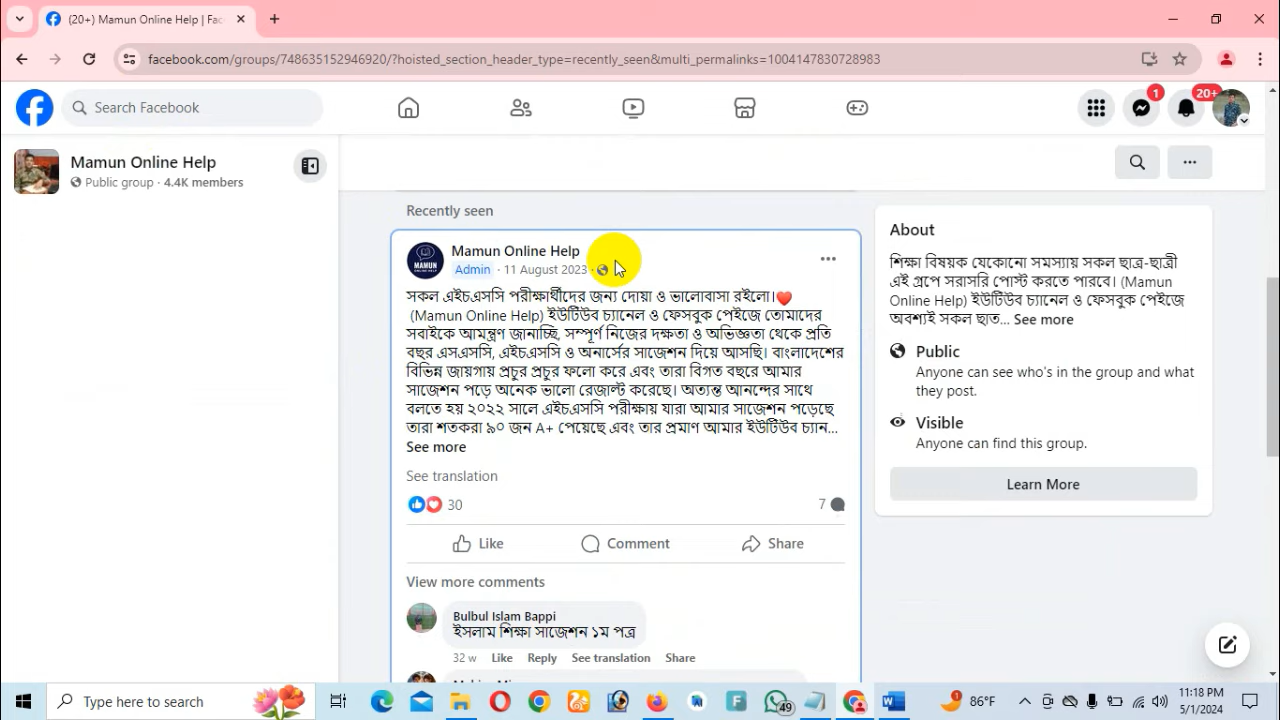 (20+) Mamun Online Help | Fac
facebook.com/groups/748635152946920/?hoisted_section_header_type=recently_seen&multi_permalinks=1004147830728983
Search Facebook
1
20+
Mamun Online Help
Public group · 4.4K members
Recently seen
Mamun Online Help
Admin · 11 August 2023 ·
সকল এইচএসসি পরীক্ষার্থীদের জন্য দোয়া ও ভালোবাসা রইলো।❤️
(Mamun Online Help) ইউটিউব চ্যানেল ও ফেসবুক পেইজে তোমাদের
সবাইকে আমন্ত্রণ জানাচ্ছি, সম্পূর্ণ নিজের দক্ষতা ও অভিজ্ঞতা থেকে প্রতি
বছর এসএসসি, এইচএসসি ও অনার্সের সাজেশন দিয়ে আসছি। বাংলাদেশের
বিভিন্ন জায়গায় প্রচুর প্রচুর ফলো করে এবং তারা বিগত বছরে আমার
সাজেশন পড়ে অনেক ভালো রেজাল্ট করেছে। অত্যন্ত আনন্দের সাথে
বলতে হয় ২০২২ সালে এইচএসসি পরীক্ষায় যারা আমার সাজেশন পড়েছে
তারা শতকরা ৯০ জন A+ পেয়েছে এবং তার প্রমাণ আমার ইউটিউব চ্যান...
See more
See translation
30
7
Like
Comment
Share
View more comments
Bulbul Islam Bappi
ইসলাম শিক্ষা সাজেশন ১ম পত্র
32 w Like Reply See translation Share
About
শিক্ষা বিষয়ক যেকোনো সমস্যায় সকল ছাত্র-ছাত্রী
এই গ্রপে সরাসরি পোস্ট করতে পারবে। (Mamun
Online Help) ইউটিউব চ্যানেল ও ফেসবুক পেইজে
অবশ্যই সকল ছাত... See more
Public
Anyone can see who's in the group and what
they post.
Visible
Anyone can find this group.
Learn More
Type here to search
49
1
86°F
11:18 PM
5/1/2024